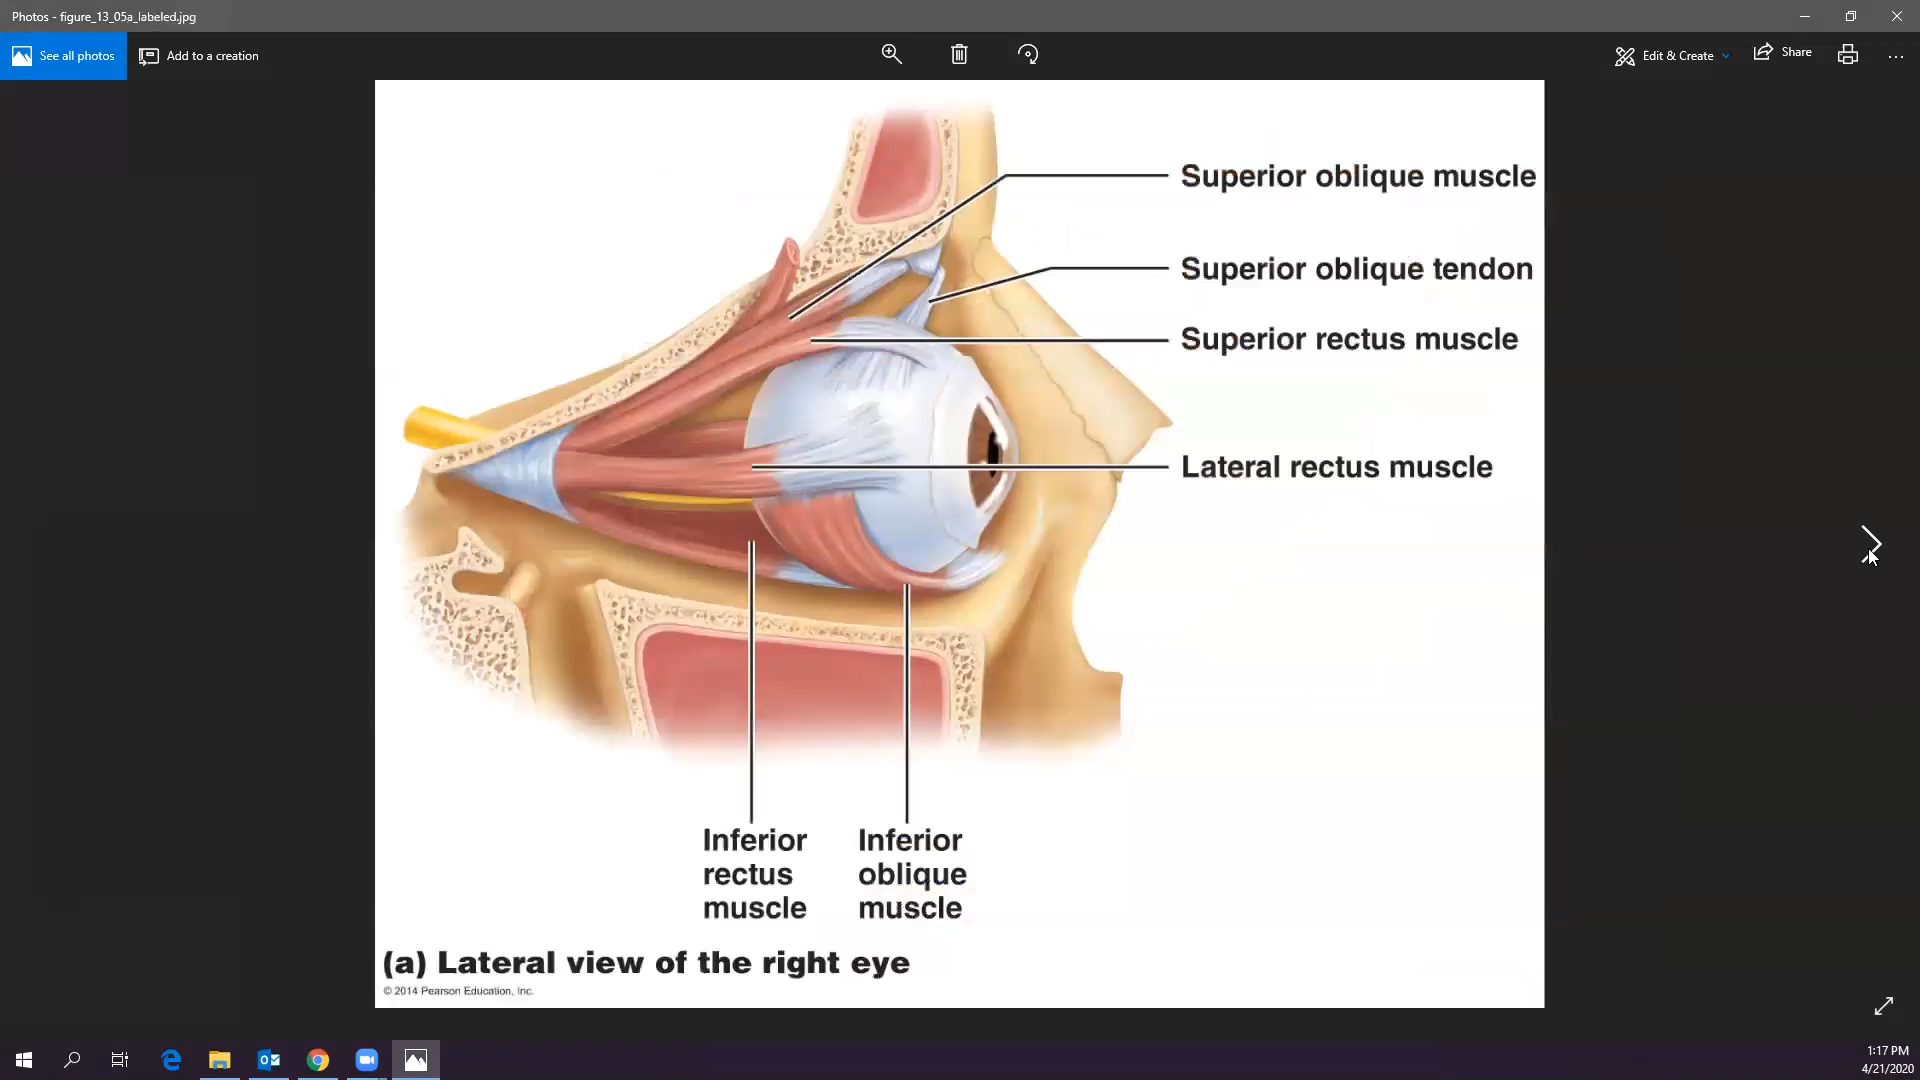 Photos - figure_13_05a_labeled.jpg
See all photos
Add to a creation
Edit & Create
Share
Superior oblique muscle
Superior oblique tendon
Superior rectus muscle
Lateral rectus muscle
Inferior
rectus
muscle
Inferior
oblique
muscle
(a) Lateral view of the right eye
© 2014 Pearson Education, Inc.
1:17 PM
4/21/2020